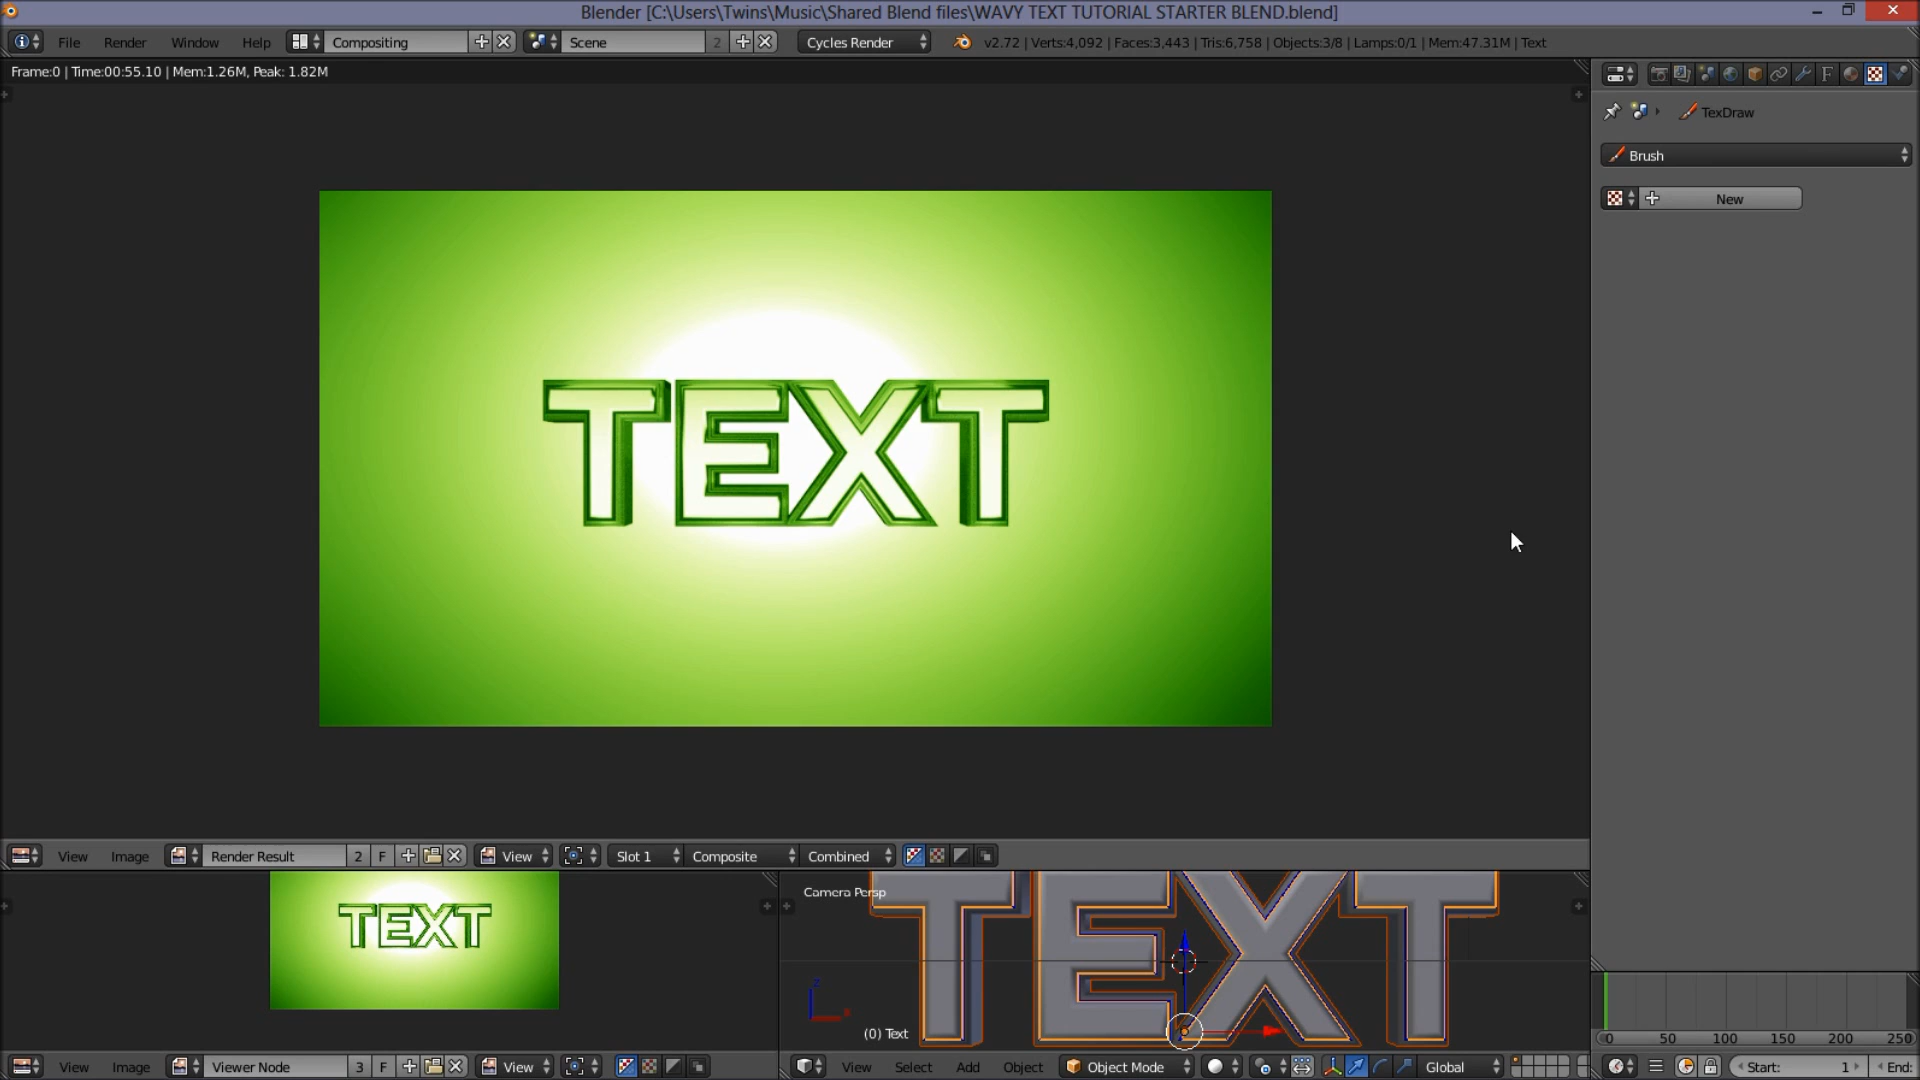 Blender [C:\Users\Twins\Music\Shared Blend files\WAVY TEXT TUTORIAL STARTER BLEND.blend]
File Render Window Help Compositing Scene 2 Cycles Render v2.72 | Verts:4,092 | Faces:3,443 | Tris:6,758 | Objects:3/8 | Lamps:0/1 | Mem:47.31M | Text
Frame:0 | Time:00:55.10 | Mem:1.26M, Peak: 1.82M
TexDraw
Brush
New
TEXT
View Image Render Result 2 F View Slot 1 Composite Combined
TEXT
Camera Persp
TEXT
z
x
(0) Text
0 50 100 150 200 250
View Image Viewer Node 3 F View
View Select Add Object Object Mode Global
Start: 1 End: